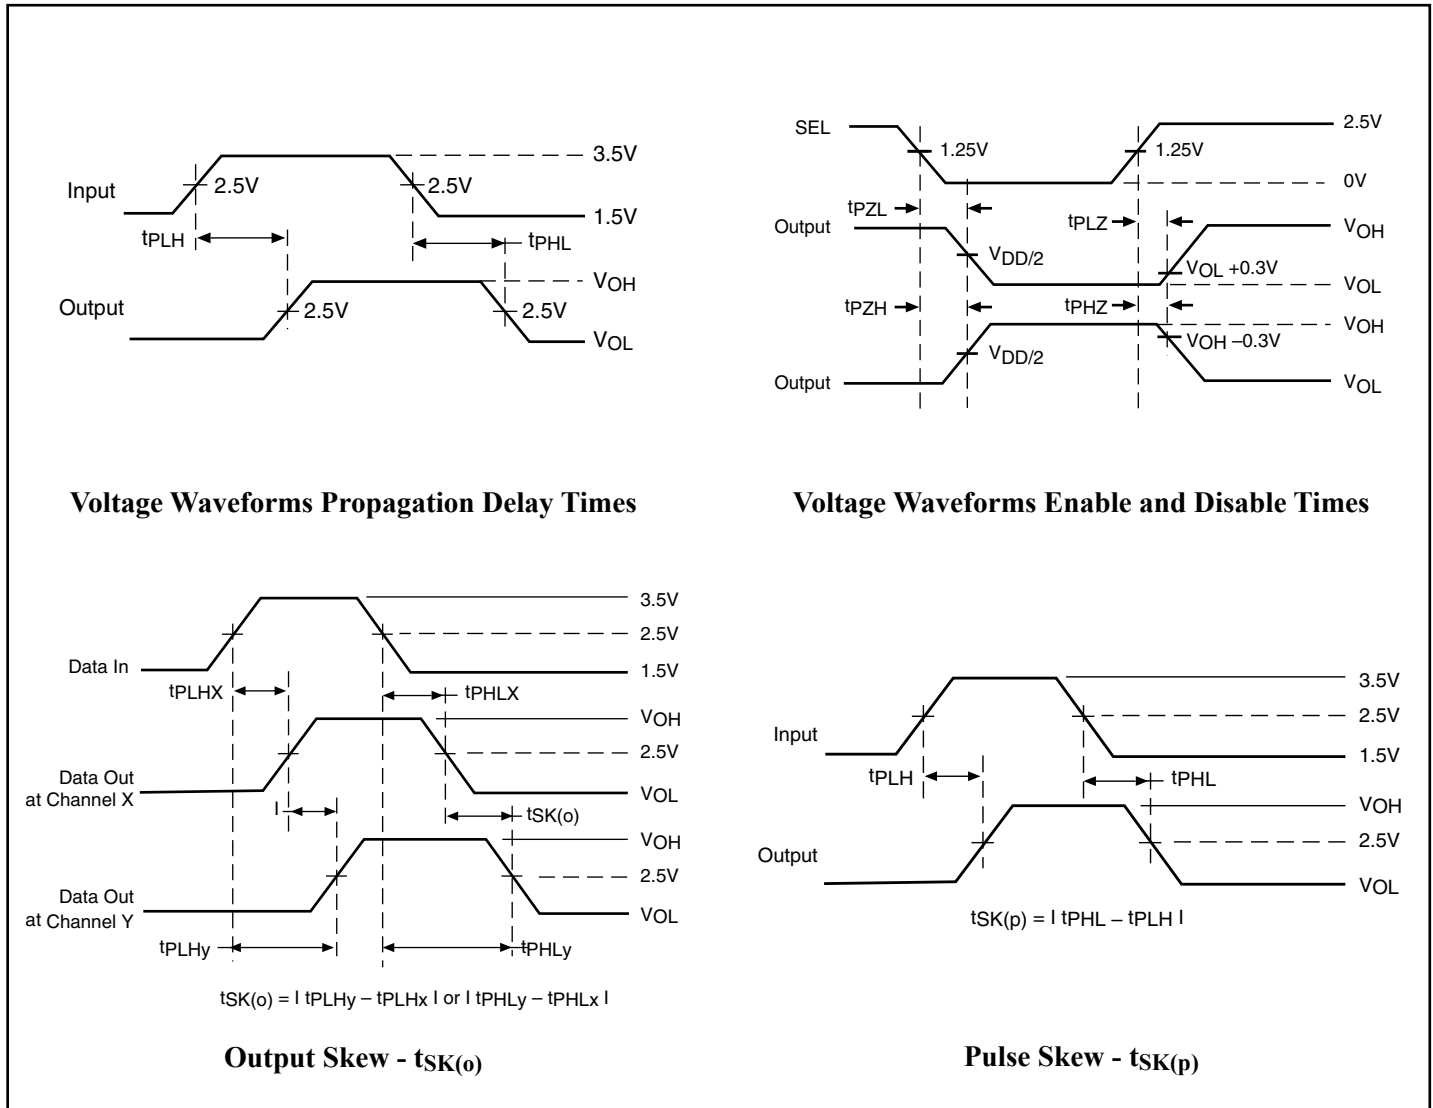 Input
2.5V
2.5V
3.5V
1.5V
tPLH
tPHL
Output
2.5V
2.5V
VOH
VOL
Voltage Waveforms Propagation Delay Times
SEL
1.25V
1.25V
2.5V
0V
tPZL
tPLZ
Output
VDD/2
VOL +0.3V
VOH
VOL
tPZH
tPHZ
VOH
VDD/2
VOH –0.3V
Output
VOL
Voltage Waveforms Enable and Disable Times
3.5V
2.5V
Data In
1.5V
tPLHX
tPHLX
VOH
2.5V
Data Out
at Channel X
VOL
I
tSK(o)
VOH
2.5V
Data Out
at Channel Y
VOL
tPLHy
tPHLy
tSK(o) = I tPLHy – tPLHx I or I tPHLy – tPHLx I
Output Skew - tSK(o)
3.5V
2.5V
Input
1.5V
tPLH
tPHL
VOH
2.5V
Output
VOL
tSK(p) = I tPHL – tPLH I
Pulse Skew - tSK(p)